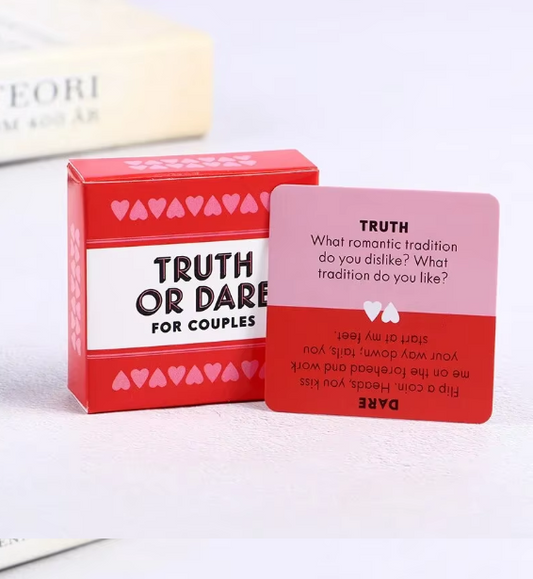 TEORI
M 400 ÅR
TRUTH
OR DARE
FOR COUPLES
TRUTH
What romantic tradition
do you dislike? What
tradition do you like?
DARE
Flip a coin. Heads, you kiss
me on the forehead and work
your way down; tails, you
start at my feet.